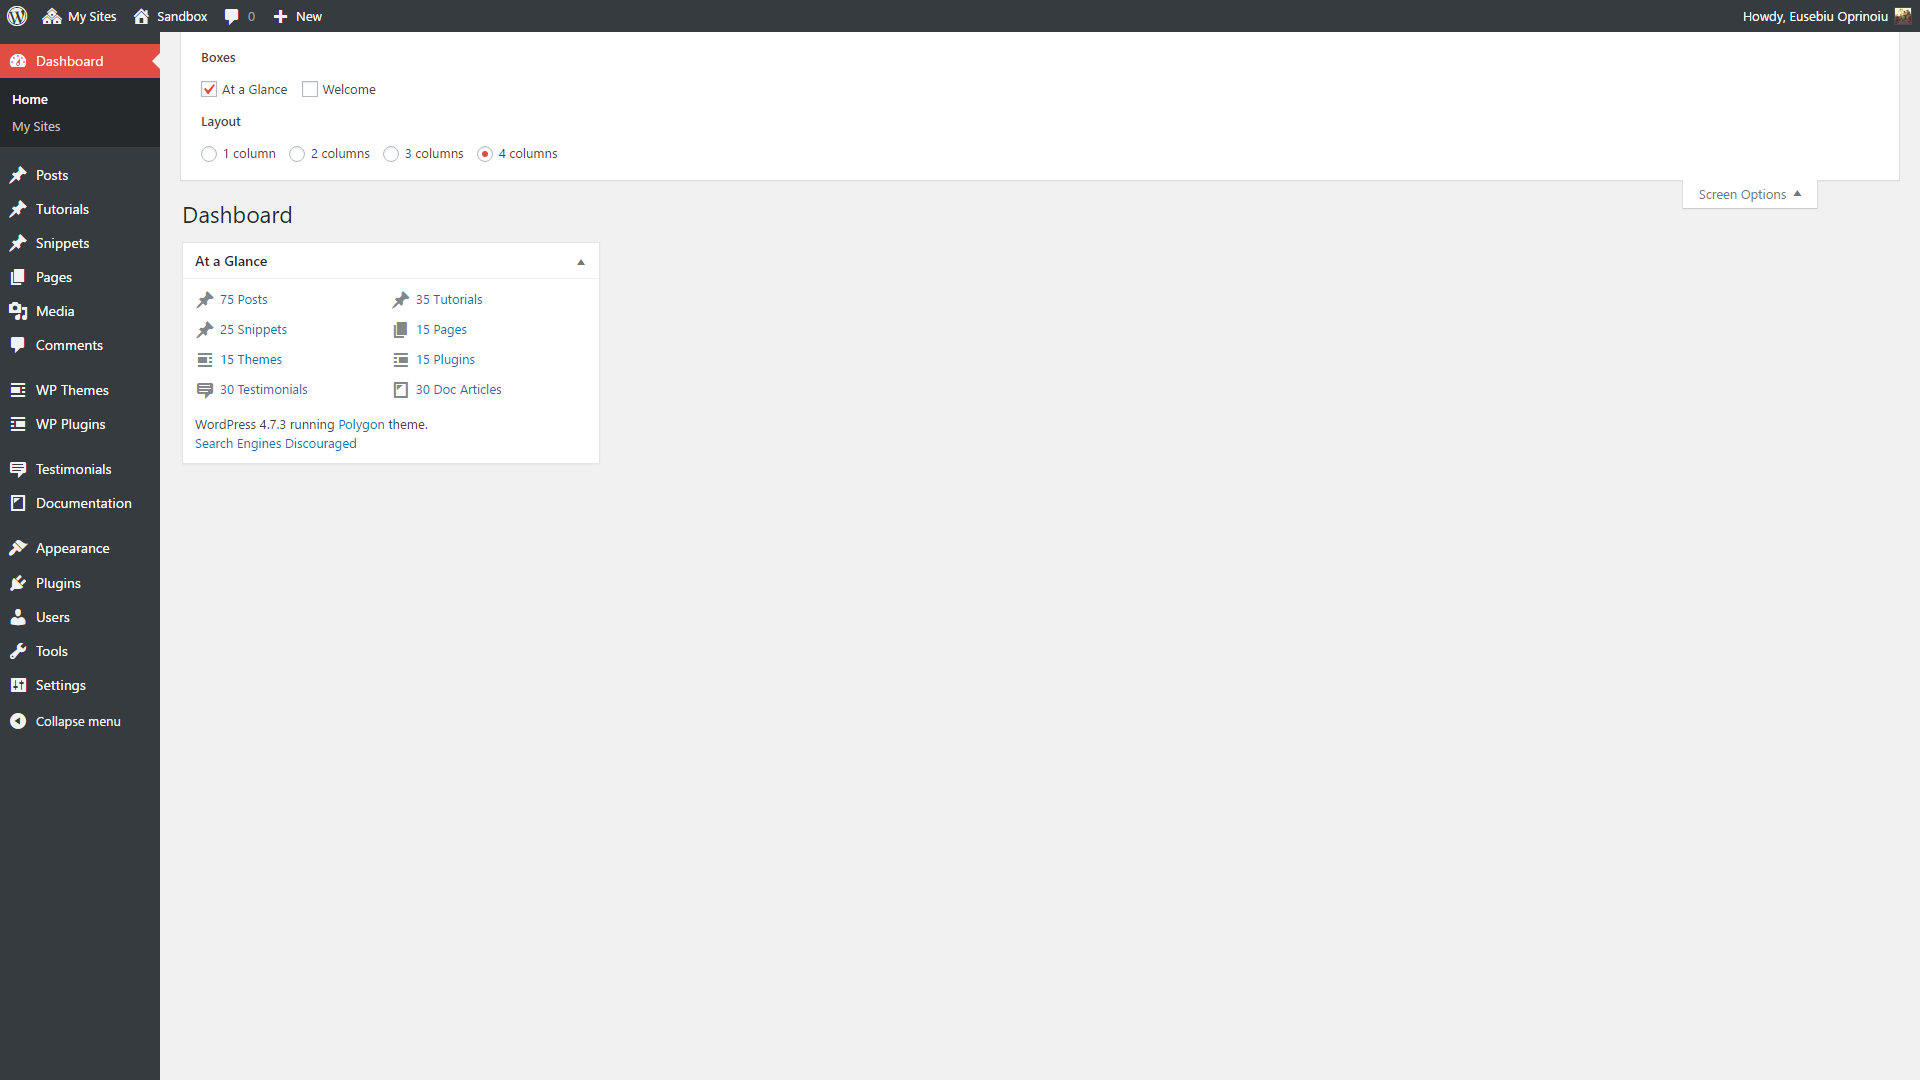 My Sites Sandbox 0 New Howdy, Eusebiu Oprinoiu
Dashboard
Home
My Sites
Posts
Tutorials
Snippets
Pages
Media
Comments
WP Themes
WP Plugins
Testimonials
Documentation
Appearance
Plugins
Users
Tools
Settings
Collapse menu
Boxes
At a Glance Welcome
Layout
1 column 2 columns 3 columns 4 columns
Screen Options
Dashboard
At a Glance
75 Posts 35 Tutorials
25 Snippets 15 Pages
15 Themes 15 Plugins
30 Testimonials 30 Doc Articles
WordPress 4.7.3 running Polygon theme.
Search Engines Discouraged